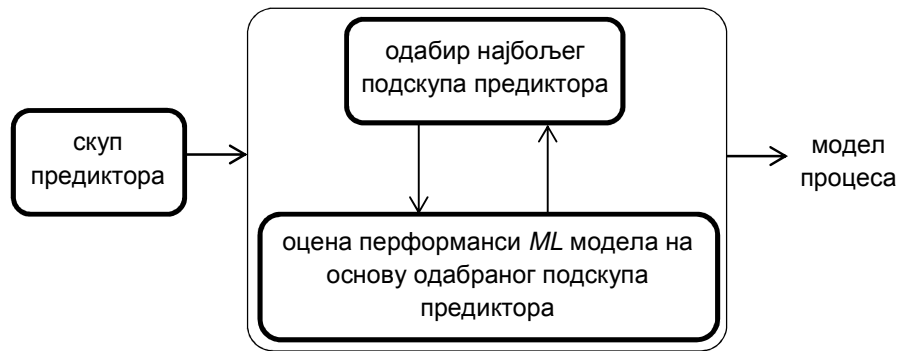 одабир најбољег
подскупа предиктора
скуп
предиктора
модел
процеса
оцена перформанси ML модела на
основу одабраног подскупа
предиктора